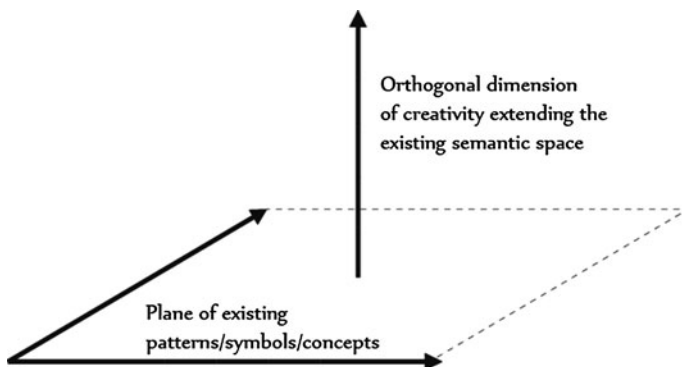 Orthogonal dimension
of creativity extending the
existing semantic space
Plane of existing
patterns/symbols/concepts